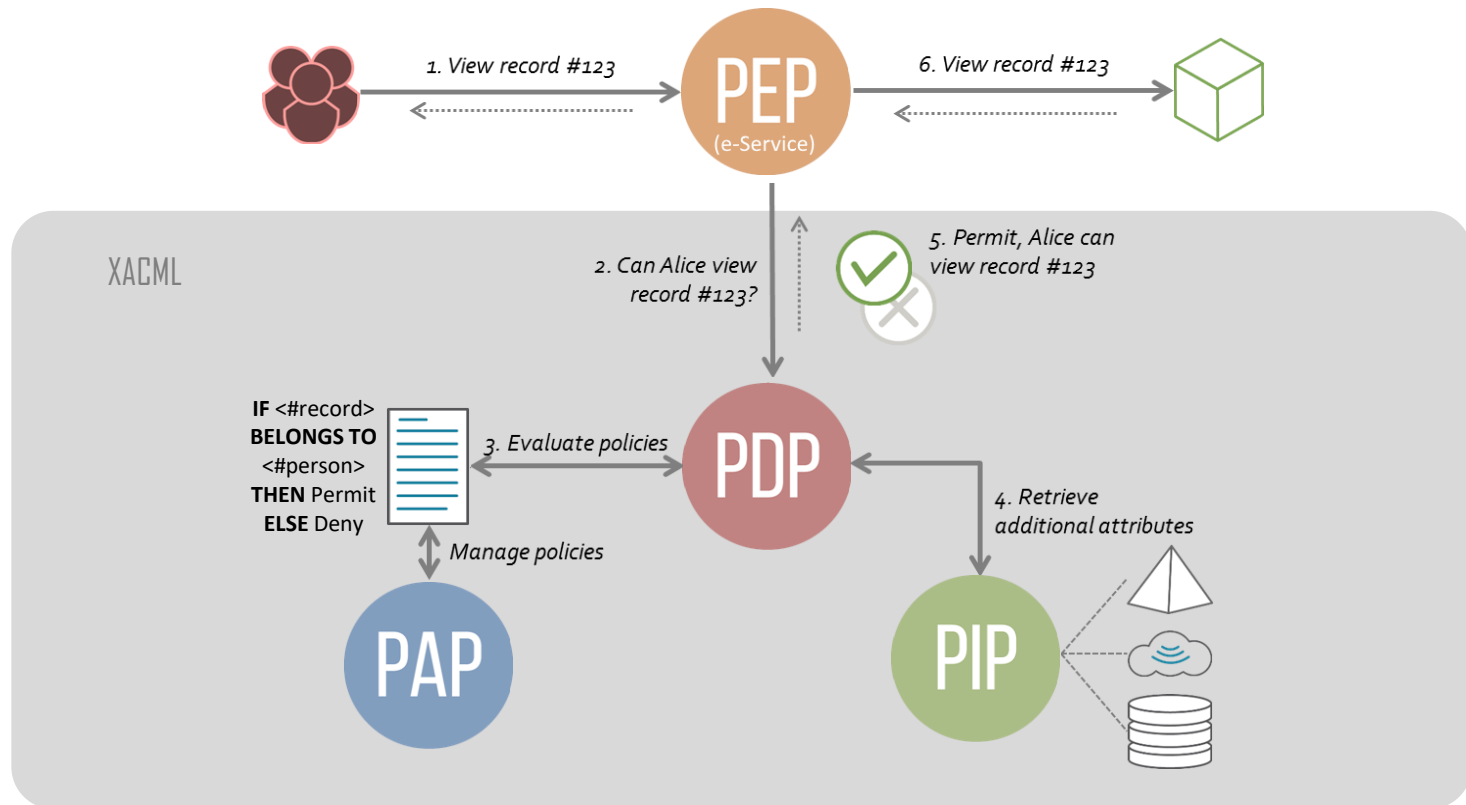 1. View record #123
6. View record #123
PEP
(e-Service)
XACML
2. Can Alice view
record #123?
5. Permit, Alice can
view record #123
IF <#record>
BELONGS TO
<#person>
THEN Permit
ELSE Deny
3. Evaluate policies
PDP
4. Retrieve
additional attributes
Manage policies
PAP
PIP